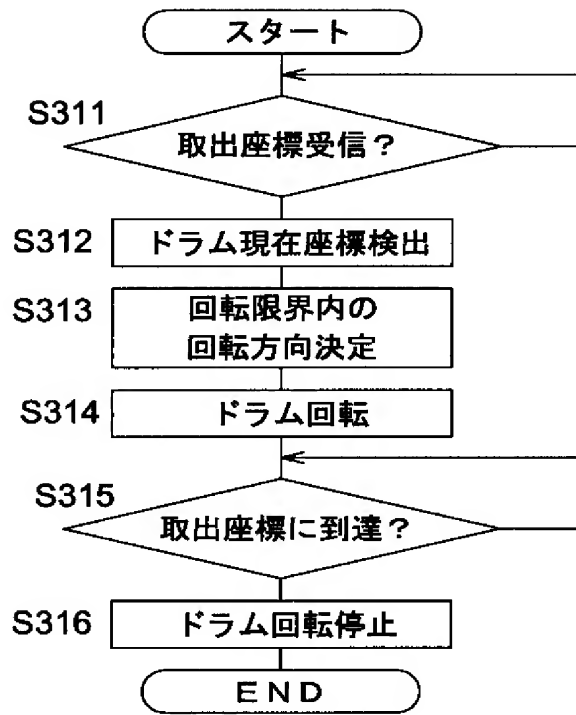 スタート
S311
取出座標受信？
S312
ドラム現在座標検出
S313
回転限界内の
回転方向決定
S314
ドラム回転
S315
取出座標に到達？
S316
ドラム回転停止
END